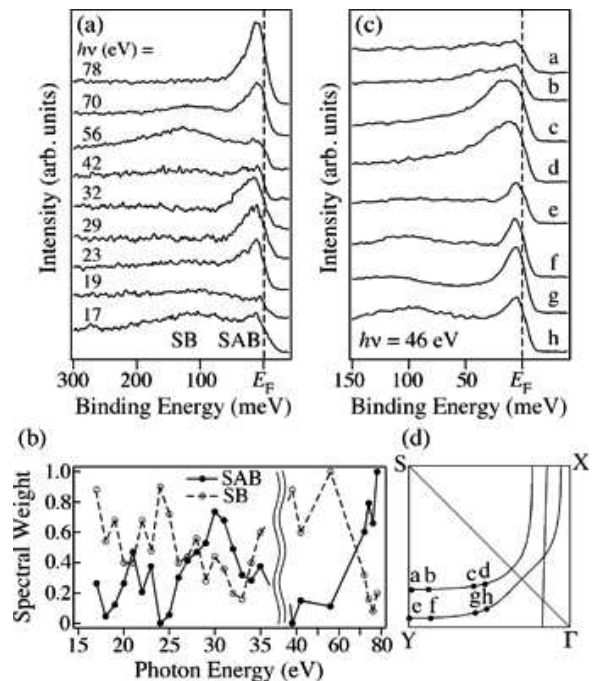 (a)
hν (eV) =
78
70
56
42
32
29
23
19
17
SB SAB
300 200 100 E_F
Binding Energy (meV)
Intensity (arb. units)
(c)
a
b
c
d
e
f
g
h
hν = 46 eV
150 100 50 E_F
Binding Energy (meV)
Intensity (arb. units)
(b)
SAB
SB
1.0
0.8
0.6
0.4
0.2
0
15 20 25 30 35 40 60 80
Photon Energy (eV)
Spectral Weight
(d)
S X
a b c d
e f g h
Y Γ